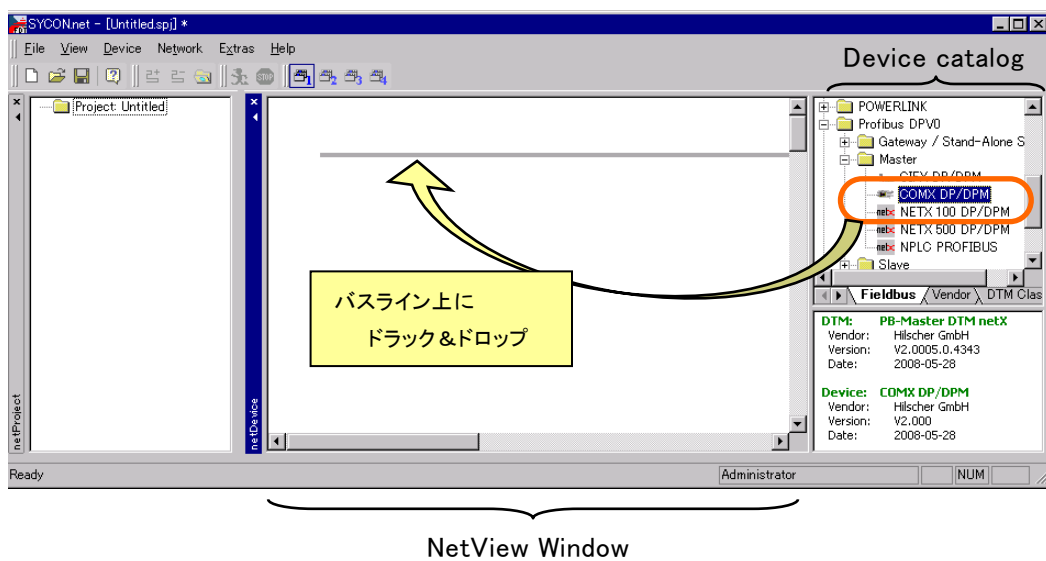 SYCON.net - [Untitled.spj] *
File View Device Network Extras Help
Device catalog
Project: Untitled
POWERLINK
Profibus DPV0
Gateway / Stand-Alone S
Master
CIFX DP/DPM
COMX DP/DPM
NETX 100 DP/DPM
NETX 500 DP/DPM
NPLC PROFIBUS
Slave
Fieldbus Vendor DTM Clas
バスライン上に
ドラック&ドロップ
DTM: PB-Master DTM netX
Vendor: Hilscher GmbH
Version: V2.0005.0.4343
Date: 2008-05-28
Device: COMX DP/DPM
Vendor: Hilscher GmbH
Version: V2.000
Date: 2008-05-28
netProject
netDevice
Ready
Administrator
NUM
NetView Window